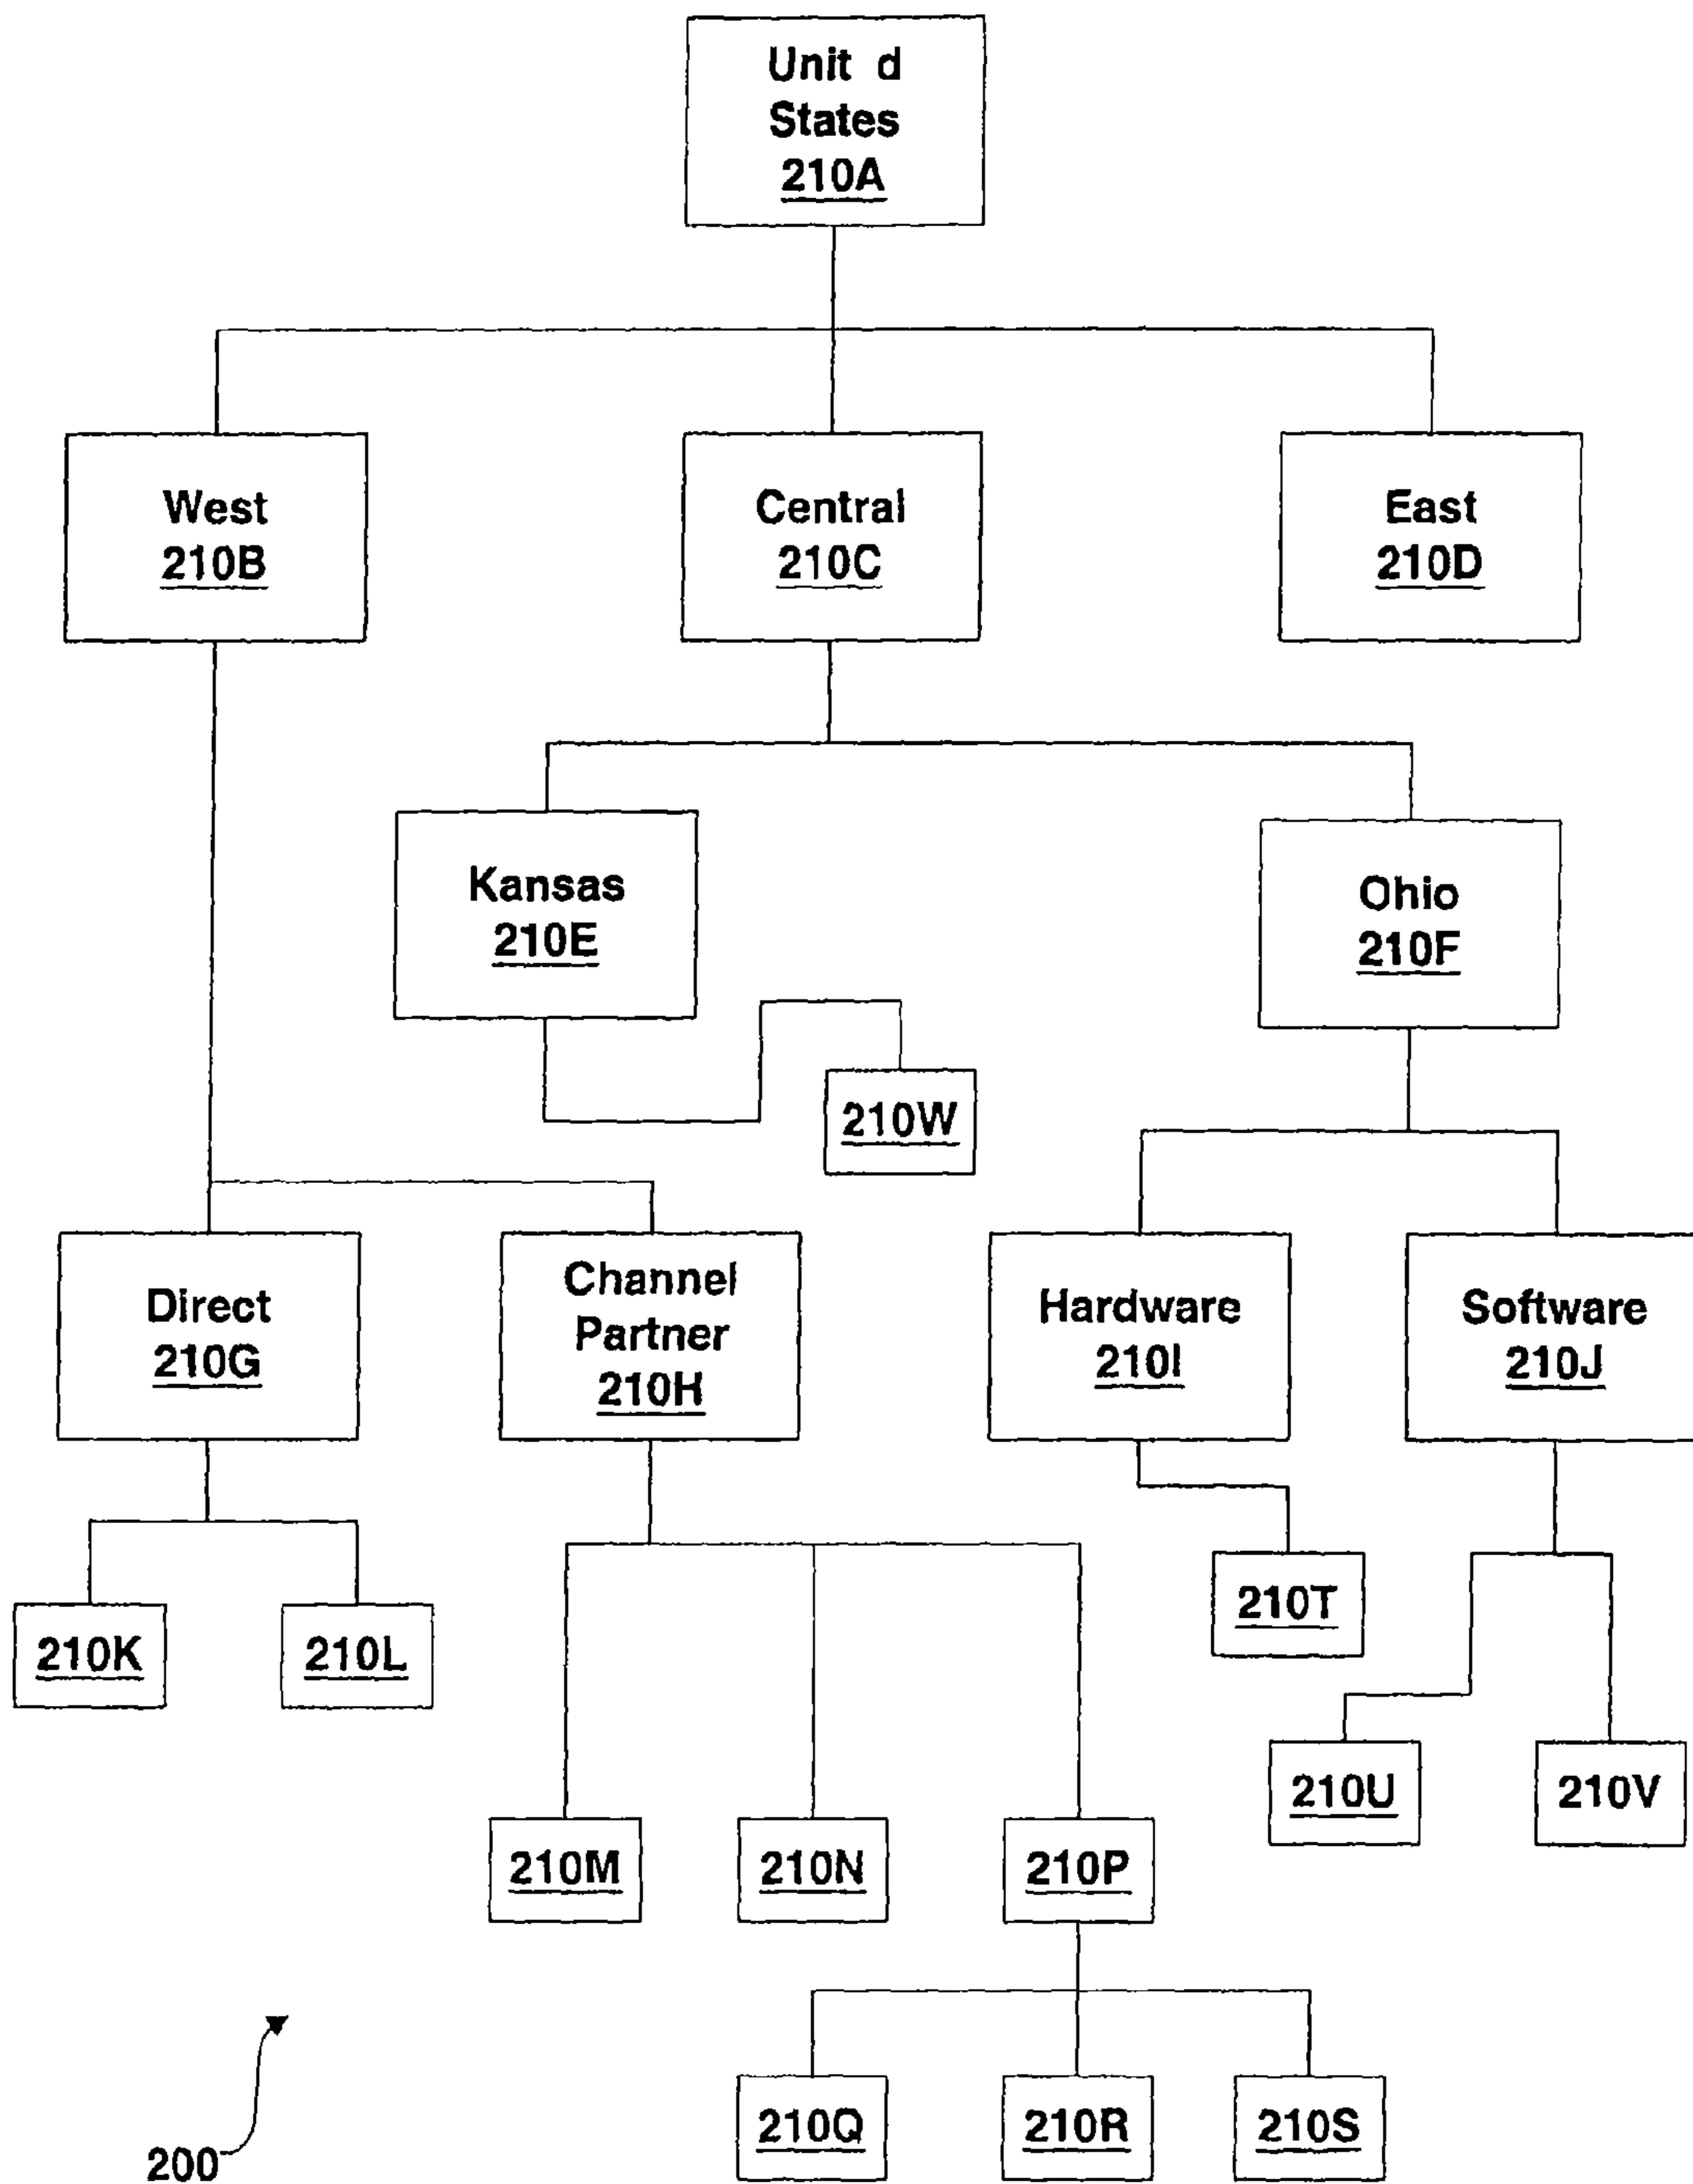 Unit d
States
210A
West
210B
Central
210C
East
210D
Kansas
210E
Ohio
210F
210W
Direct
210G
Channel
Partner
210H
Hardware
210I
Software
210J
210K
210L
210T
210U
210V
210M
210N
210P
210Q
210R
210S
200